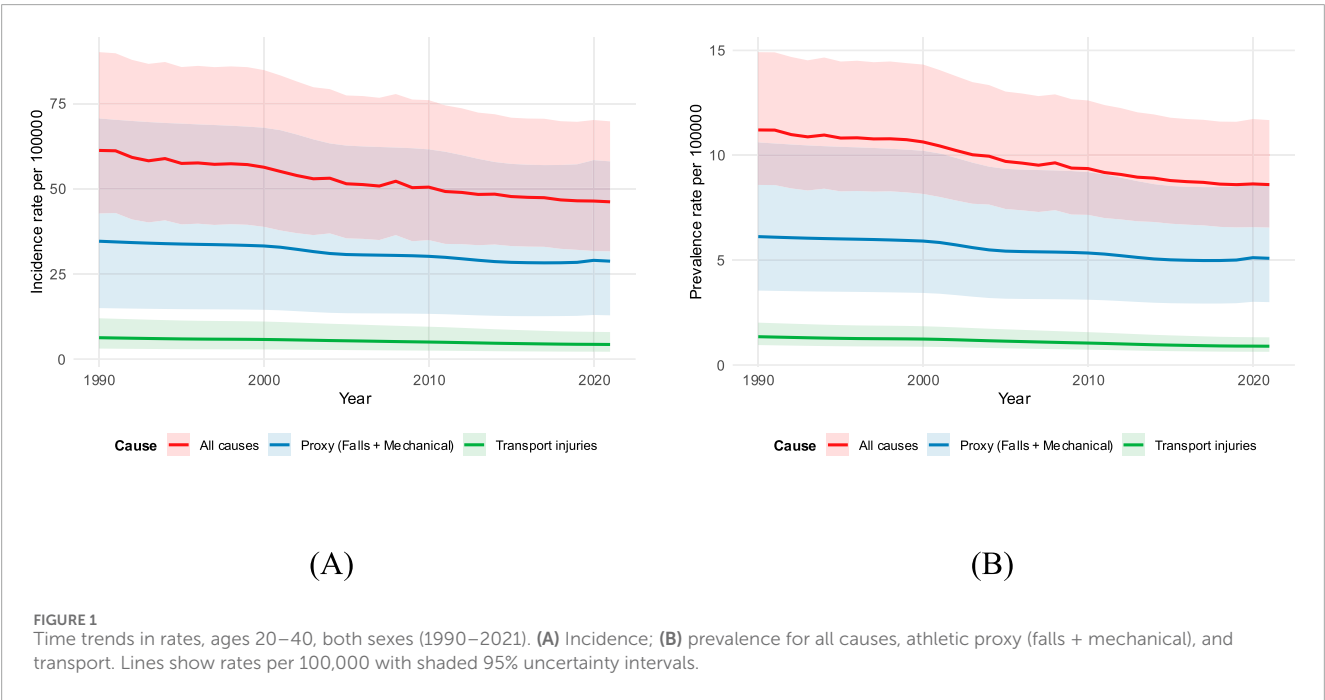 75
50
25
0
Incidence rate per 100000
1990 2000 2010 2020
Year
Cause All causes Proxy (Falls + Mechanical) Transport injuries
(A)
15
10
5
0
Prevalence rate per 100000
1990 2000 2010 2020
Year
Cause All causes Proxy (Falls + Mechanical) Transport injuries
(B)
FIGURE 1
Time trends in rates, ages 20–40, both sexes (1990–2021). (A) Incidence; (B) prevalence for all causes, athletic proxy (falls + mechanical), and
transport. Lines show rates per 100,000 with shaded 95% uncertainty intervals.